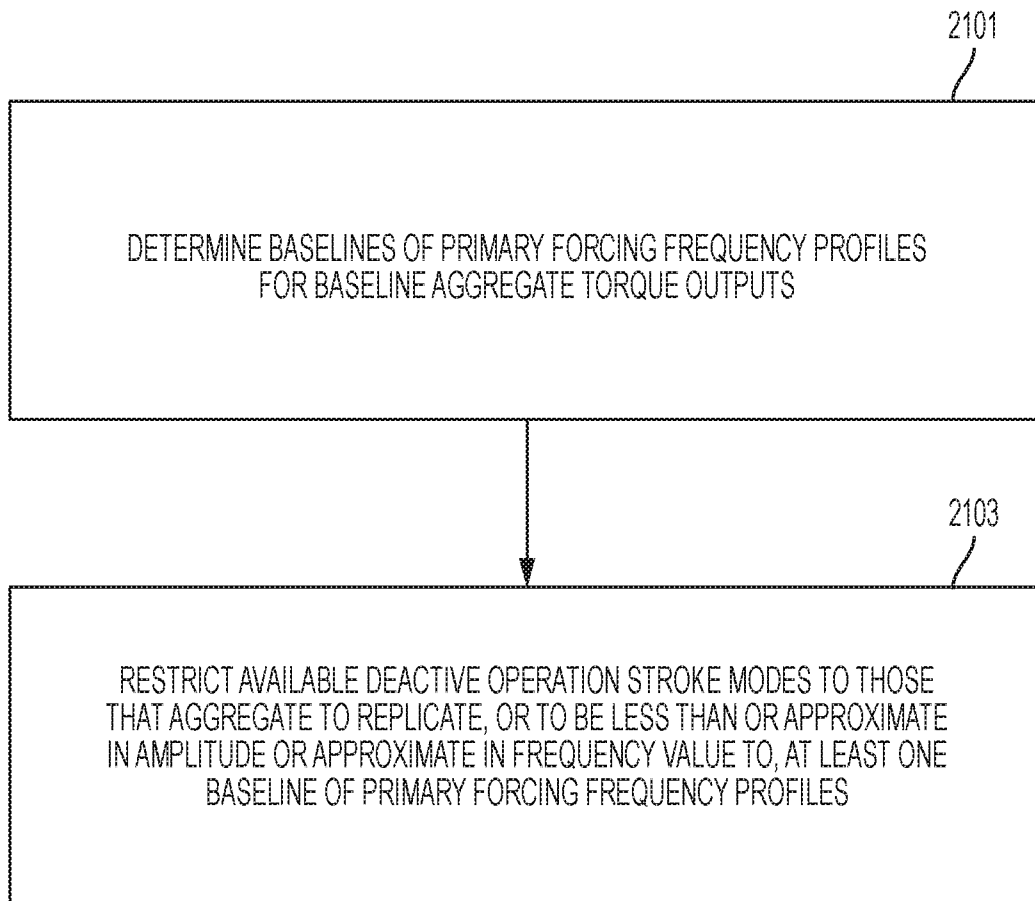 2101
DETERMINE BASELINES OF PRIMARY FORCING FREQUENCY PROFILES
FOR BASELINE AGGREGATE TORQUE OUTPUTS
2103
RESTRICT AVAILABLE DEACTIVE OPERATION STROKE MODES TO THOSE
THAT AGGREGATE TO REPLICATE, OR TO BE LESS THAN OR APPROXIMATE
IN AMPLITUDE OR APPROXIMATE IN FREQUENCY VALUE TO, AT LEAST ONE
BASELINE OF PRIMARY FORCING FREQUENCY PROFILES